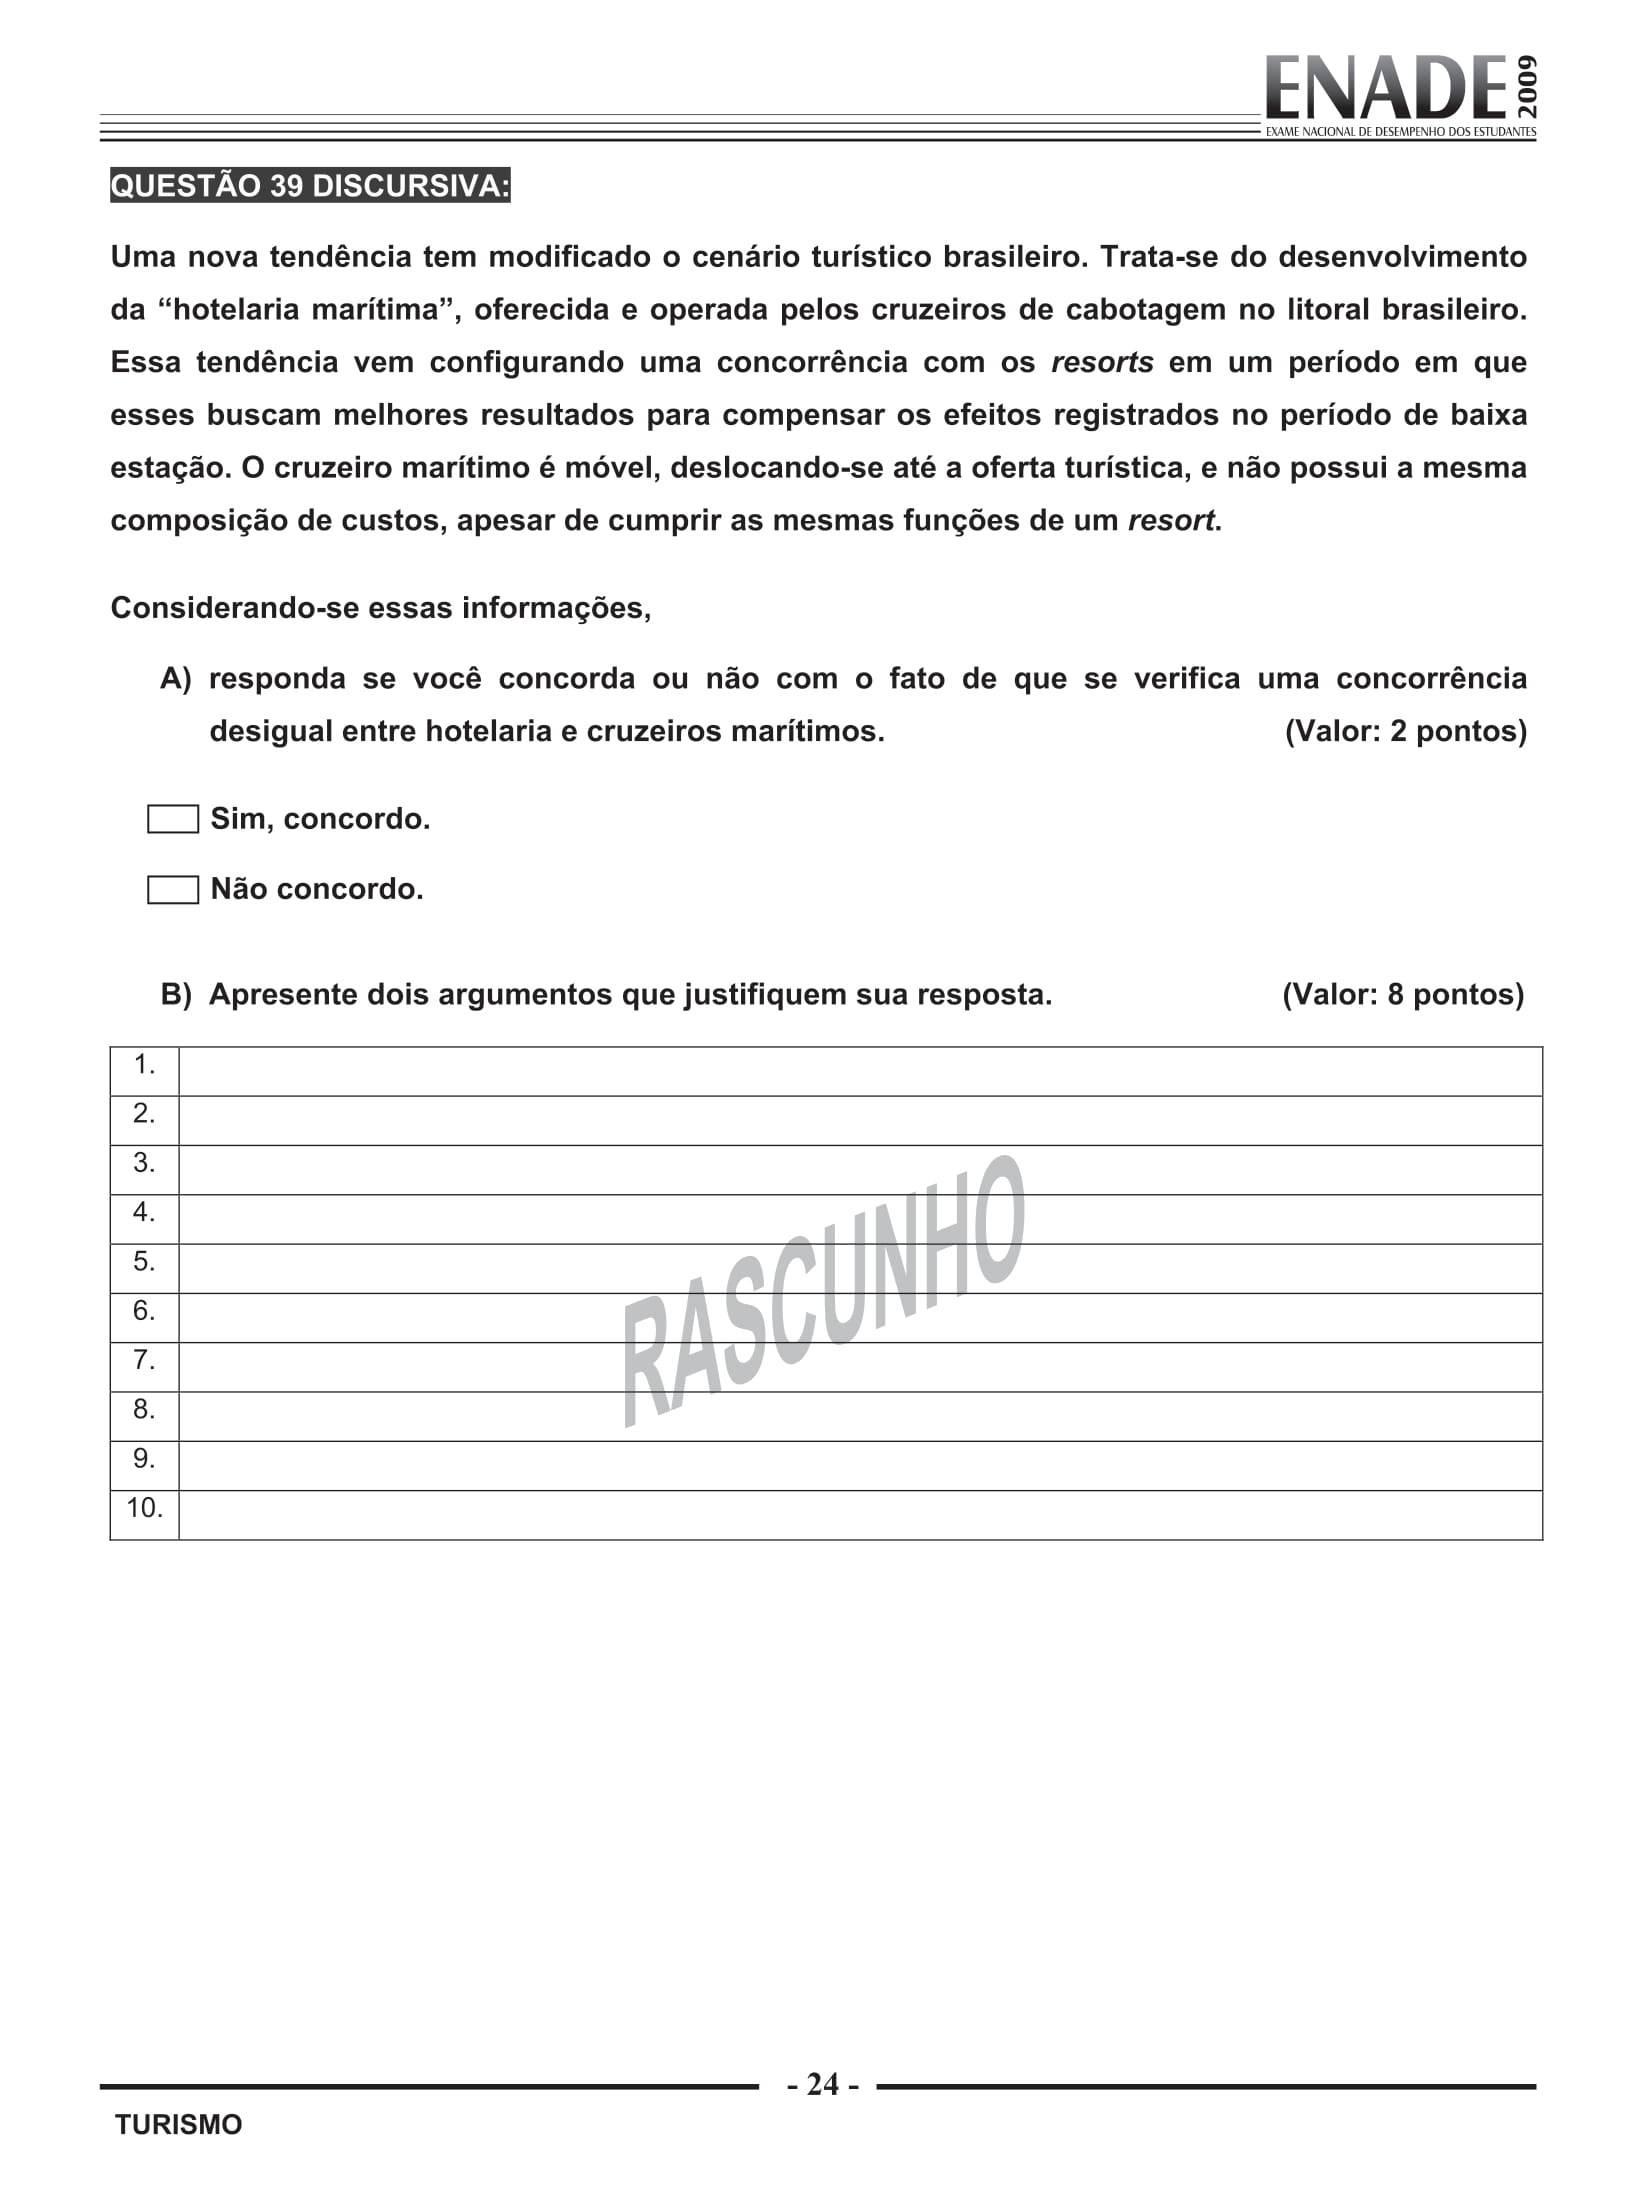 ENADE 2009
EXAME NACIONAL DE DESEMPENHO DOS ESTUDANTES
QUESTÃO 39 DISCURSIVA:
Uma nova tendência tem modificado o cenário turístico brasileiro. Trata-se do desenvolvimento
da “hotelaria marítima”, oferecida e operada pelos cruzeiros de cabotagem no litoral brasileiro.
Essa tendência vem configurando uma concorrência com os resorts em um período em que
esses buscam melhores resultados para compensar os efeitos registrados no período de baixa
estação. O cruzeiro marítimo é móvel, deslocando-se até a oferta turística, e não possui a mesma
composição de custos, apesar de cumprir as mesmas funções de um resort.
Considerando-se essas informações,
A) responda se você concorda ou não com o fato de que se verifica uma concorrência
desigual entre hotelaria e cruzeiros marítimos. (Valor: 2 pontos)
Sim, concordo.
Não concordo.
B) Apresente dois argumentos que justifiquem sua resposta. (Valor: 8 pontos)
1.
2.
3.
4.
5.
6.
7.
8.
9.
10.
RASCUNHO
- 24 -
TURISMO